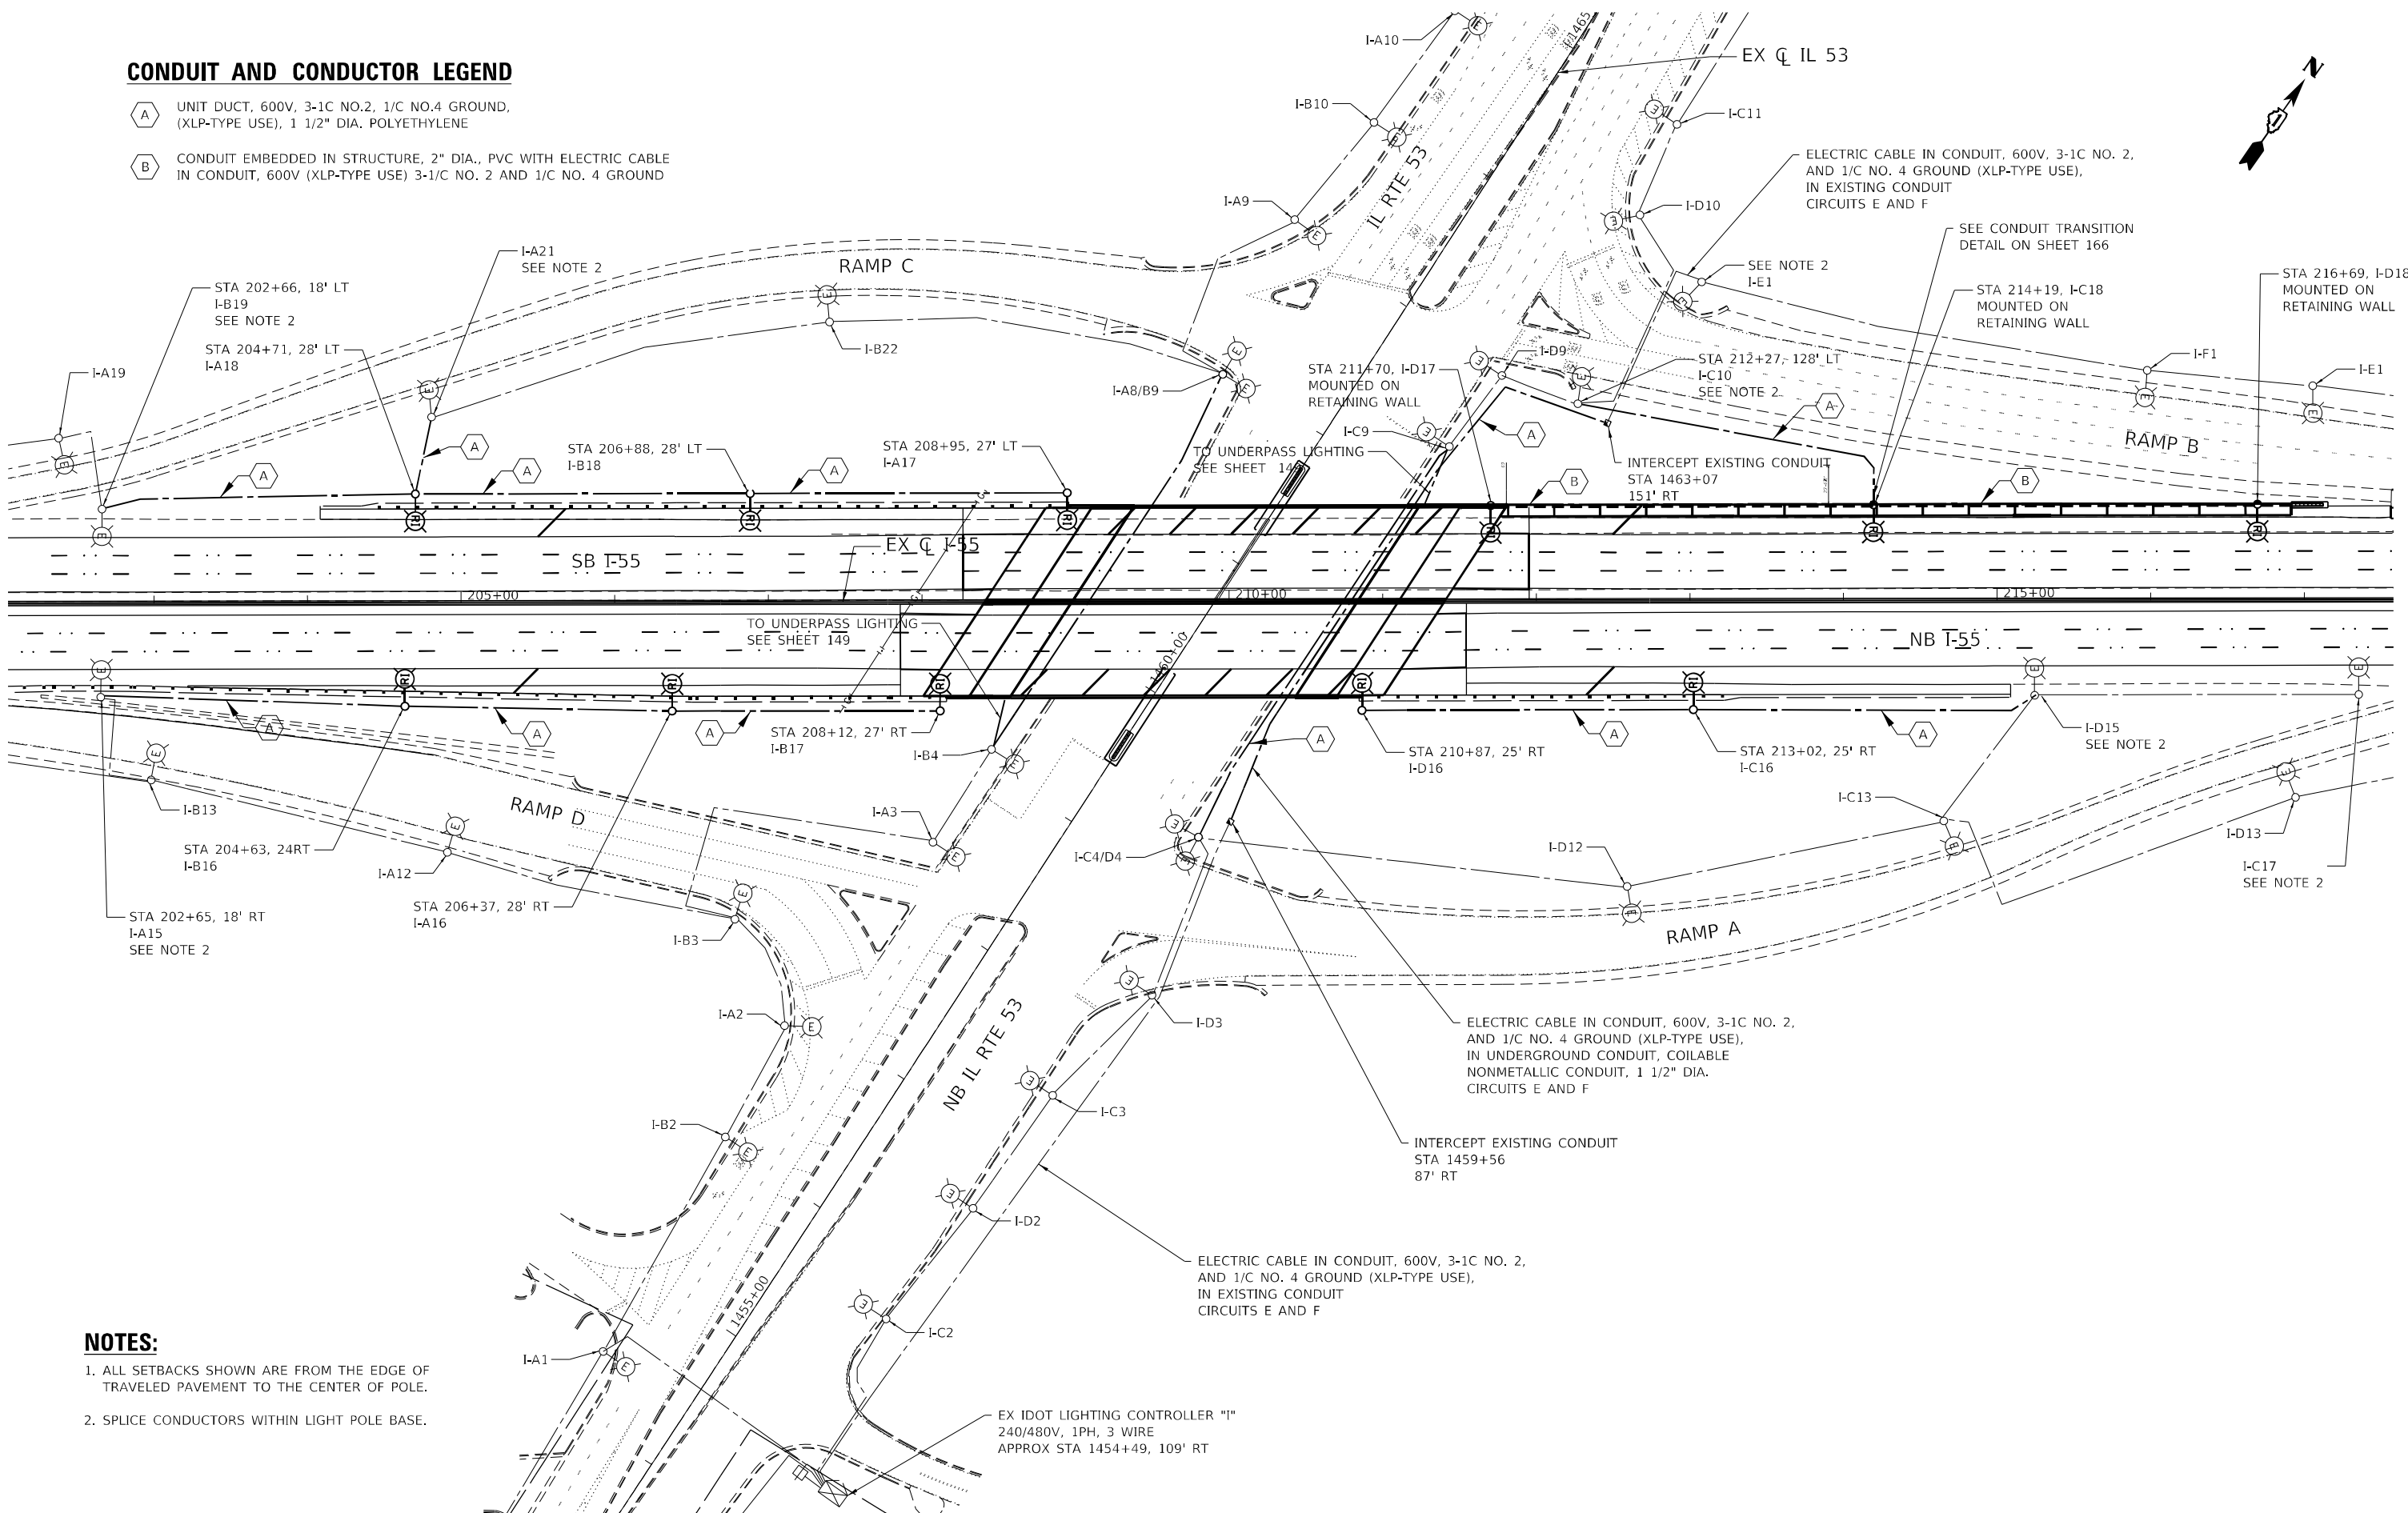 CONDUIT AND CONDUCTOR LEGEND
A
UNIT DUCT, 600V, 3-1C NO.2, 1/C NO.4 GROUND,
(XLP-TYPE USE), 1 1/2" DIA. POLYETHYLENE
B
CONDUIT EMBEDDED IN STRUCTURE, 2" DIA., PVC WITH ELECTRIC CABLE
IN CONDUIT, 600V (XLP-TYPE USE) 3-1/C NO. 2 AND 1/C NO. 4 GROUND
I-A10
I-B10
I-A9
1465
EX ℄ IL 53
IL RTE 53
I-C11
I-D10
N
ELECTRIC CABLE IN CONDUIT, 600V, 3-1C NO. 2,
AND 1/C NO. 4 GROUND (XLP-TYPE USE),
IN EXISTING CONDUIT
CIRCUITS E AND F
SEE CONDUIT TRANSITION
DETAIL ON SHEET 166
SEE NOTE 2
I-E1
STA 214+19, I-C18
MOUNTED ON
RETAINING WALL
STA 216+69, I-D18
MOUNTED ON
RETAINING WALL
I-A21
SEE NOTE 2
RAMP C
STA 202+66, 18' LT
I-B19
SEE NOTE 2
STA 204+71, 28' LT
I-A18
I-A19
I-B22
I-A8/B9
STA 211+70, I-D17
MOUNTED ON
RETAINING WALL
I-D9
STA 212+27, 128' LT
I-C10
SEE NOTE 2
I-F1
I-E1
RAMP B
I-C9
A
A
A
A
A
A
STA 206+88, 28' LT
I-B18
STA 208+95, 27' LT
I-A17
TO UNDERPASS LIGHTING
SEE SHEET 14
INTERCEPT EXISTING CONDUIT
STA 1463+07
151' RT
B
B
SB I-55
EX ℄ I-55
205+00
210+00
215+00
TO UNDERPASS LIGHTING
SEE SHEET 149
1460+00
NB I-55
A
A
A
A
A
A
STA 208+12, 27' RT
I-B17
I-B4
STA 210+87, 25' RT
I-D16
STA 213+02, 25' RT
I-C16
I-D15
SEE NOTE 2
I-B13
RAMP D
I-A3
I-C13
I-D13
STA 204+63, 24RT
I-B16
I-A12
I-C4/D4
I-D12
I-C17
SEE NOTE 2
STA 202+65, 18' RT
I-A15
SEE NOTE 2
STA 206+37, 28' RT
I-A16
I-B3
RAMP A
I-A2
I-D3
NB IL RTE 53
ELECTRIC CABLE IN CONDUIT, 600V, 3-1C NO. 2,
AND 1/C NO. 4 GROUND (XLP-TYPE USE),
IN UNDERGROUND CONDUIT, COILABLE
NONMETALLIC CONDUIT, 1 1/2" DIA.
CIRCUITS E AND F
I-B2
I-C3
INTERCEPT EXISTING CONDUIT
STA 1459+56
87' RT
I-D2
ELECTRIC CABLE IN CONDUIT, 600V, 3-1C NO. 2,
AND 1/C NO. 4 GROUND (XLP-TYPE USE),
IN EXISTING CONDUIT
CIRCUITS E AND F
1455+00
I-C2
I-A1
NOTES:
1. ALL SETBACKS SHOWN ARE FROM THE EDGE OF
TRAVELED PAVEMENT TO THE CENTER OF POLE.
2. SPLICE CONDUCTORS WITHIN LIGHT POLE BASE.
EX IDOT LIGHTING CONTROLLER "I"
240/480V, 1PH, 3 WIRE
APPROX STA 1454+49, 109' RT